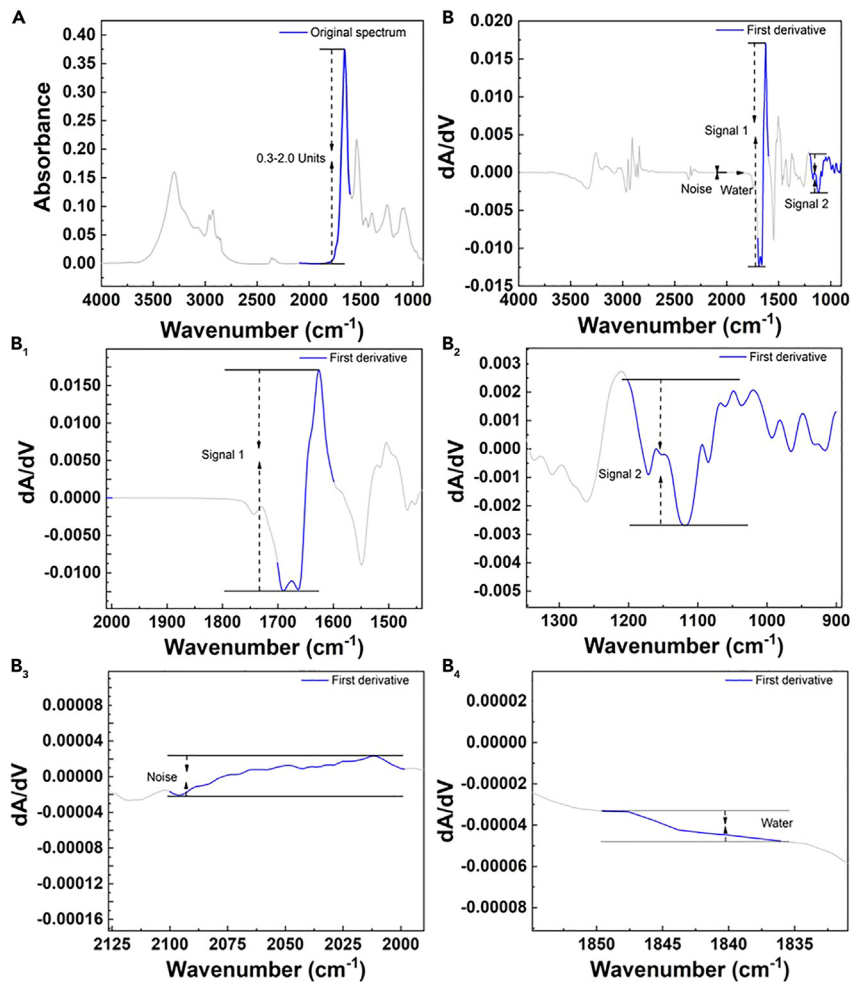 A
Original spectrum
0.40
0.35
0.30
0.25
0.20
0.15
0.10
0.05
0.00
Absorbance
0.3-2.0 Units
4000 3500 3000 2500 2000 1500 1000
Wavenumber (cm-1)
B
First derivative
0.020
0.015
0.010
0.005
0.000
-0.005
-0.010
-0.015
dA/dV
Signal 1
Noise
Water
Signal 2
4000 3500 3000 2500 2000 1500 1000
Wavenumber (cm-1)
B1
First derivative
0.0150
0.0100
0.0050
0.0000
-0.0050
-0.0100
dA/dV
Signal 1
2000 1900 1800 1700 1600 1500
Wavenumber (cm-1)
B2
First derivative
0.003
0.002
0.001
0.000
-0.001
-0.002
-0.003
-0.004
-0.005
dA/dV
Signal 2
1300 1200 1100 1000 900
Wavenumber (cm-1)
B3
First derivative
0.00008
0.00004
0.00000
-0.00004
-0.00008
-0.00012
-0.00016
dA/dV
Noise
2125 2100 2075 2050 2025 2000
Wavenumber (cm-1)
B4
First derivative
0.00002
0.00000
-0.00002
-0.00004
-0.00006
-0.00008
dA/dV
Water
1850 1845 1840 1835
Wavenumber (cm-1)